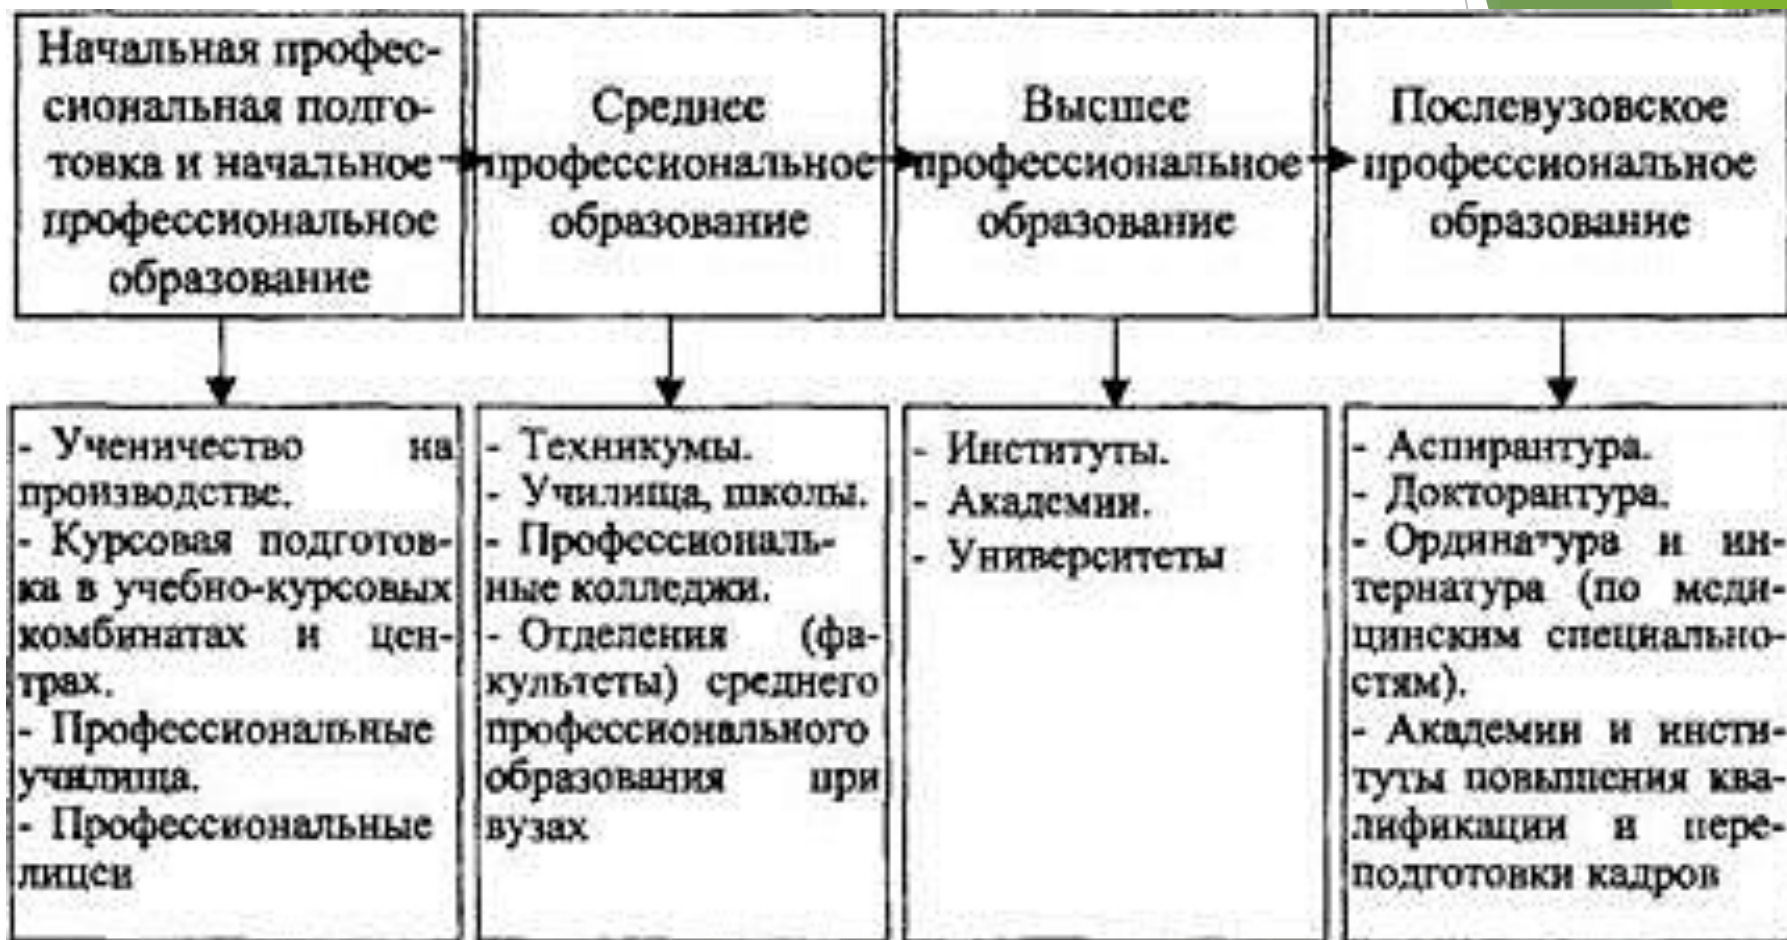 Начальная профес-
сиональная подго-
товка и начальное
профессиональное
образование
Среднее
профессиональное
образование
Высшее
профессиональное
образование
Послевузовское
профессиональное
образование
- Ученичество на
производстве.
- Курсовая подготов-
ка в учебно-курсовых
комбинатах и цен-
трах.
- Профессиональные
училища.
- Профессиональные
лицеи
- Техникумы.
- Училища, школы.
- Профессиональ-
ные колледжи.
- Отделения (фа-
культеты) среднего
профессионального
образования при
вузах
- Институты.
- Академии.
- Университеты
- Аспирантура.
- Докторантура.
- Ординатура и ин-
тернатура (по меди-
цинским специально-
стям).
- Академии и инсти-
туты повышения ква-
лификации и пере-
подготовки кадров